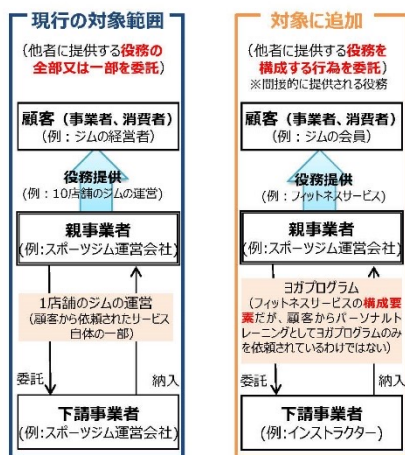 現行の対象範囲
(他者に提供する役務の
全部又は一部を委託)
顧客（事業者、消費者）
(例：ジムの経営者)
役務提供
(例：10店舗のジムの運営)
親事業者
(例:スポーツジム運営会社)
1店舗のジムの運営
(顧客から依頼されたサービス
自体の一部)
委託
納入
下請事業者
(例:スポーツジム運営会社)
対象に追加
(他者に提供する役務を
構成する行為を委託)
※間接的に提供される役務
顧客（事業者、消費者）
(例：ジムの会員)
役務提供
(例:フィットネスサービス)
親事業者
(例:スポーツジム運営会社)
ヨガプログラム
(フィットネスサービスの構成要
素だが、顧客からパーソナルト
レーニングとしてヨガプログラムのみ
を依頼されているわけではない)
委託
納入
下請事業者
(例:インストラクター)